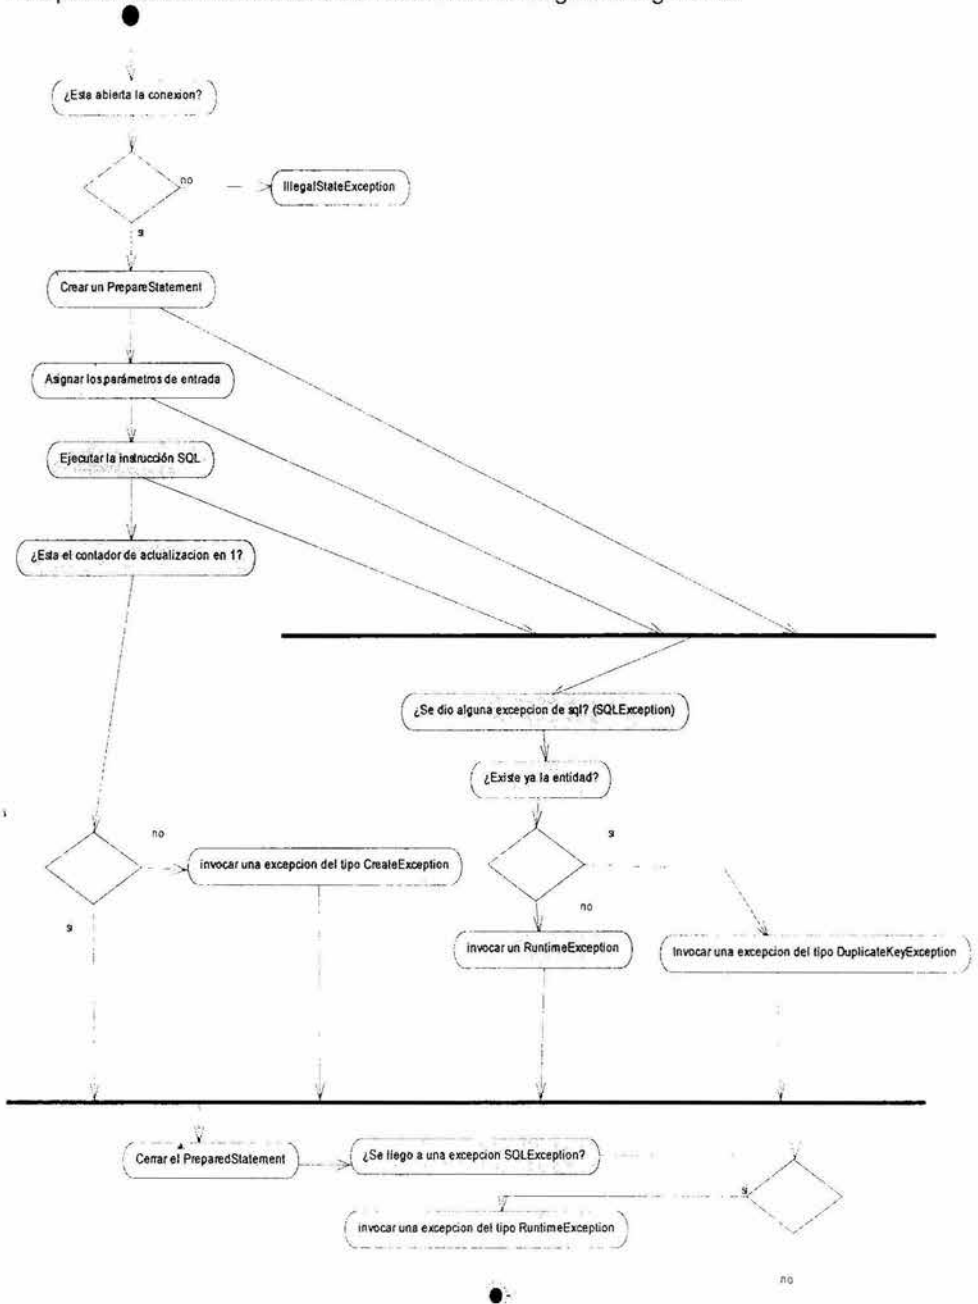 ¿Esta abierta la conexion?
no
IllegalStateException
si
Crear un PrepareStatement
Asignar los parámetros de entrada
Ejecutar la instrucción SQL
¿Esta el contador de actualizacion en 1?
¿Se dio alguna excepcion de sql? (SQLException)
¿Existe ya la entidad?
no
si
invocar una excepcion del tipo CreateException
si
no
invocar un RuntimeException
Invocar una excepcion del tipo DuplicateKeyException
Cerrar el PreparedStatement
¿Se llego a una excepcion SQLException?
si
invocar una excepcion del tipo RuntimeException
no